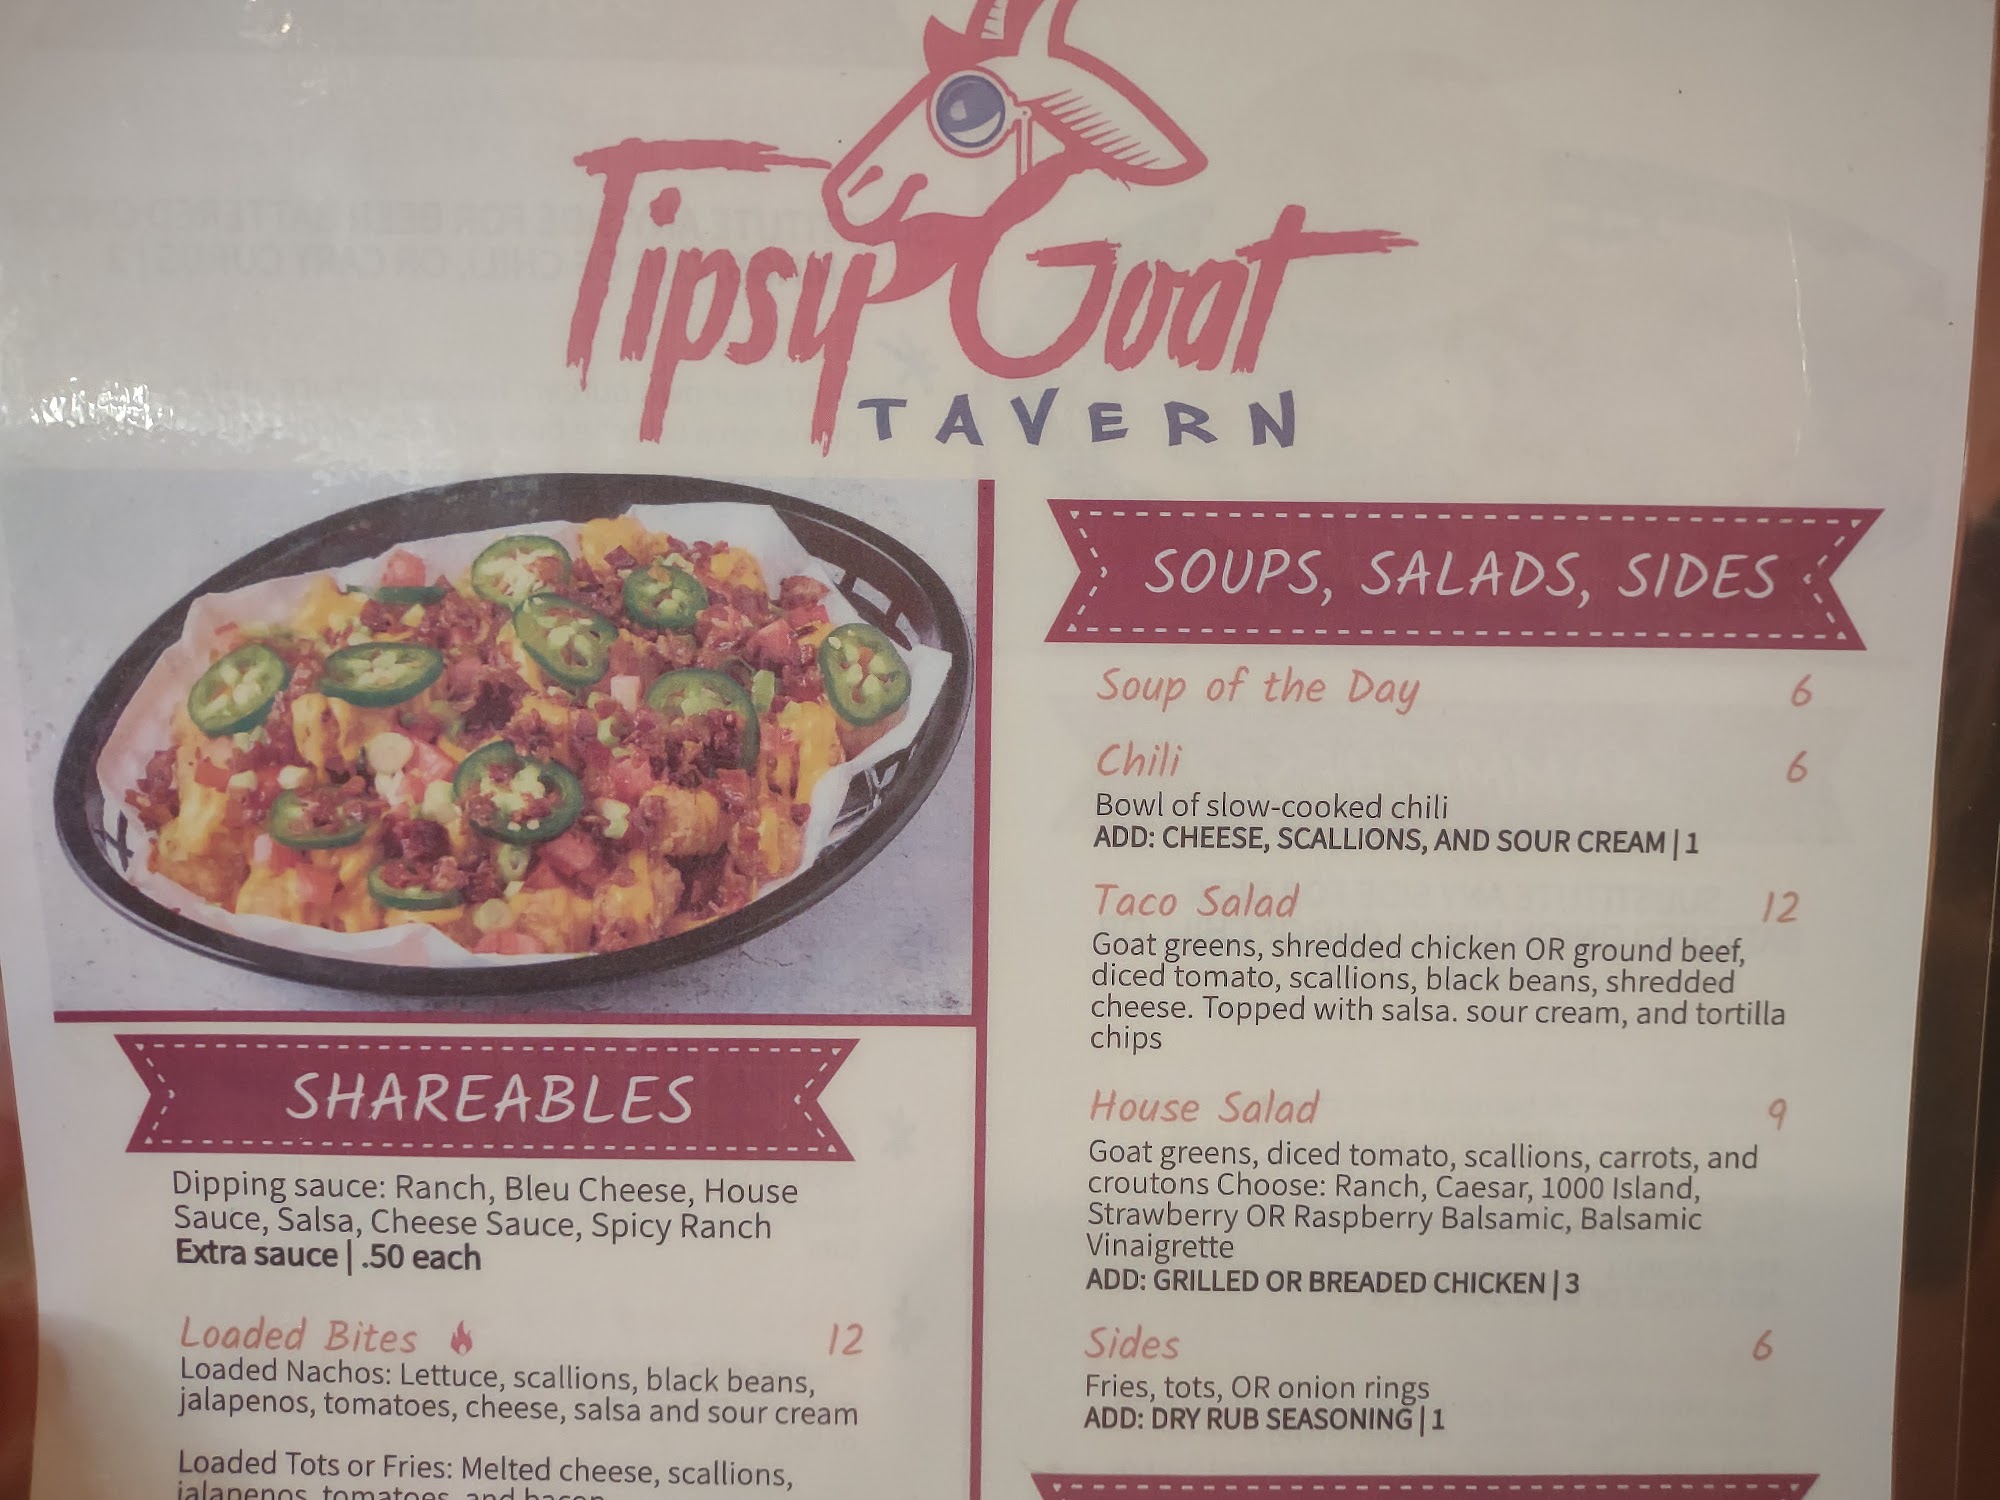 Tipsy Goat
TAVERN
SHAREABLES
Dipping sauce: Ranch, Bleu Cheese, House
Sauce, Salsa, Cheese Sauce, Spicy Ranch
Extra sauce | .50 each
Loaded Bites 12
Loaded Nachos: Lettuce, scallions, black beans,
jalapenos, tomatoes, cheese, salsa and sour cream
Loaded Tots or Fries: Melted cheese, scallions,
jalapenos, tomatoes, and bacon
SOUPS, SALADS, SIDES
Soup of the Day 6
Chili 6
Bowl of slow-cooked chili
ADD: CHEESE, SCALLIONS, AND SOUR CREAM | 1
Taco Salad 12
Goat greens, shredded chicken OR ground beef,
diced tomato, scallions, black beans, shredded
cheese. Topped with salsa. sour cream, and tortilla
chips
House Salad 9
Goat greens, diced tomato, scallions, carrots, and
croutons Choose: Ranch, Caesar, 1000 Island,
Strawberry OR Raspberry Balsamic, Balsamic
Vinaigrette
ADD: GRILLED OR BREADED CHICKEN | 3
Sides 6
Fries, tots, OR onion rings
ADD: DRY RUB SEASONING | 1